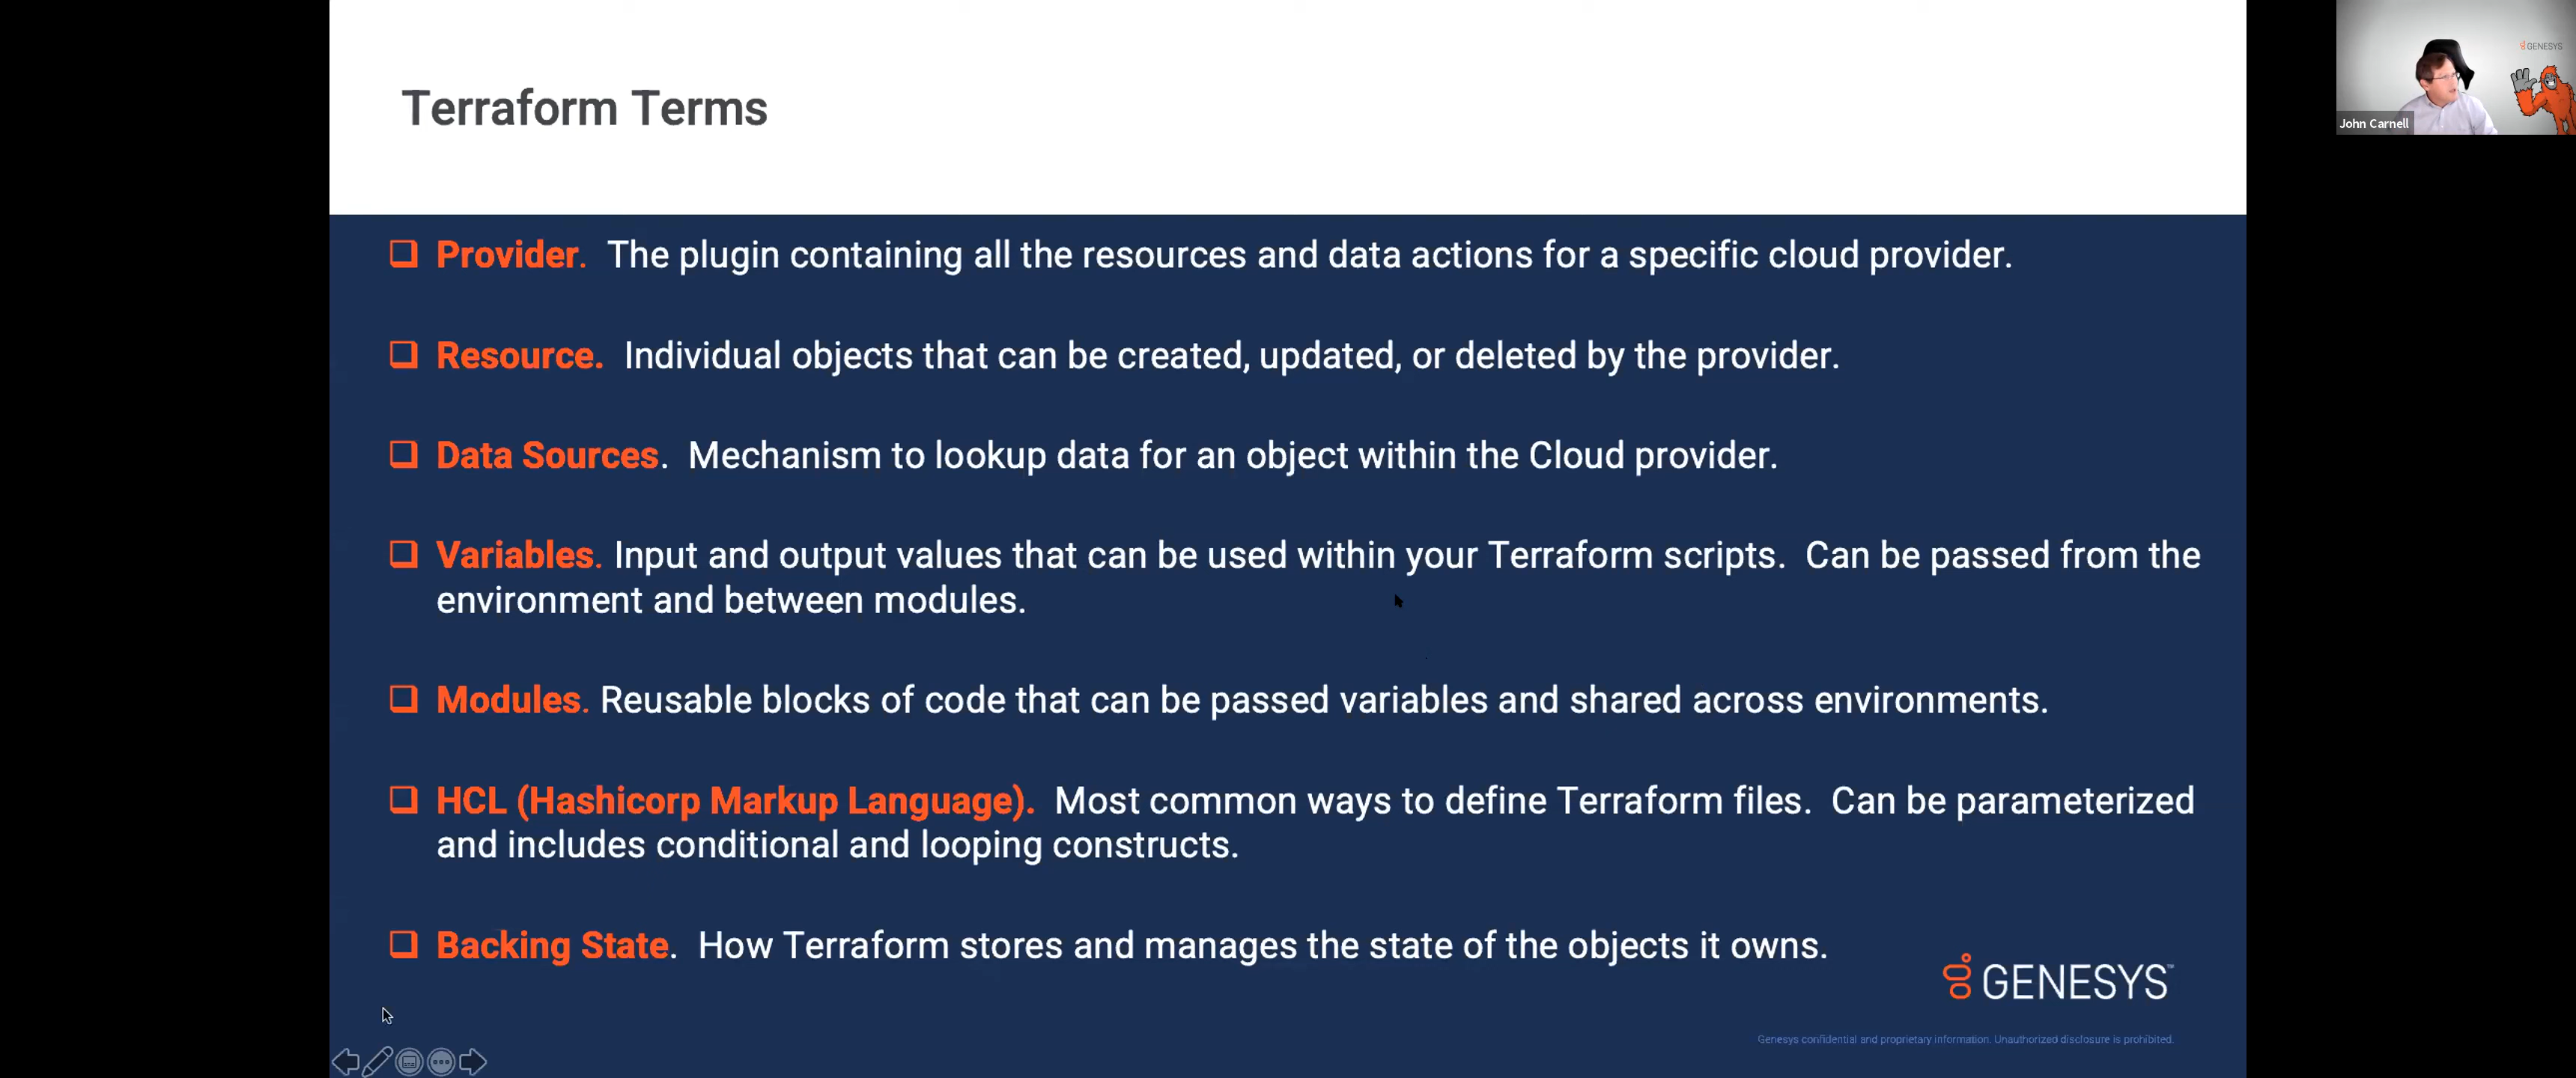 Terraform Terms
GENESYS
John Carnell
Provider. The plugin containing all the resources and data actions for a specific cloud provider.
Resource. Individual objects that can be created, updated, or deleted by the provider.
Data Sources. Mechanism to lookup data for an object within the Cloud provider.
Variables. Input and output values that can be used within your Terraform scripts. Can be passed from the
environment and between modules.
Modules. Reusable blocks of code that can be passed variables and shared across environments.
HCL (Hashicorp Markup Language). Most common ways to define Terraform files. Can be parameterized
and includes conditional and looping constructs.
Backing State. How Terraform stores and manages the state of the objects it owns.
GENESYS™
Genesys confidential and proprietary information. Unauthorized disclosure is prohibited.